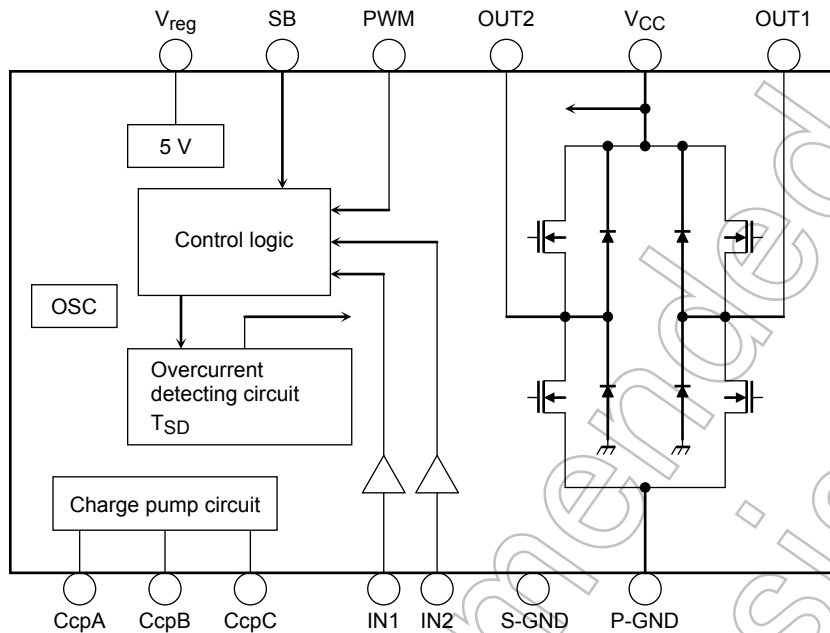 Vreg SB PWM OUT2 VCC OUT1
5 V
Control logic
OSC
Overcurrent
detecting circuit
TSD
Charge pump circuit
CcpA CcpB CcpC IN1 IN2 S-GND P-GND